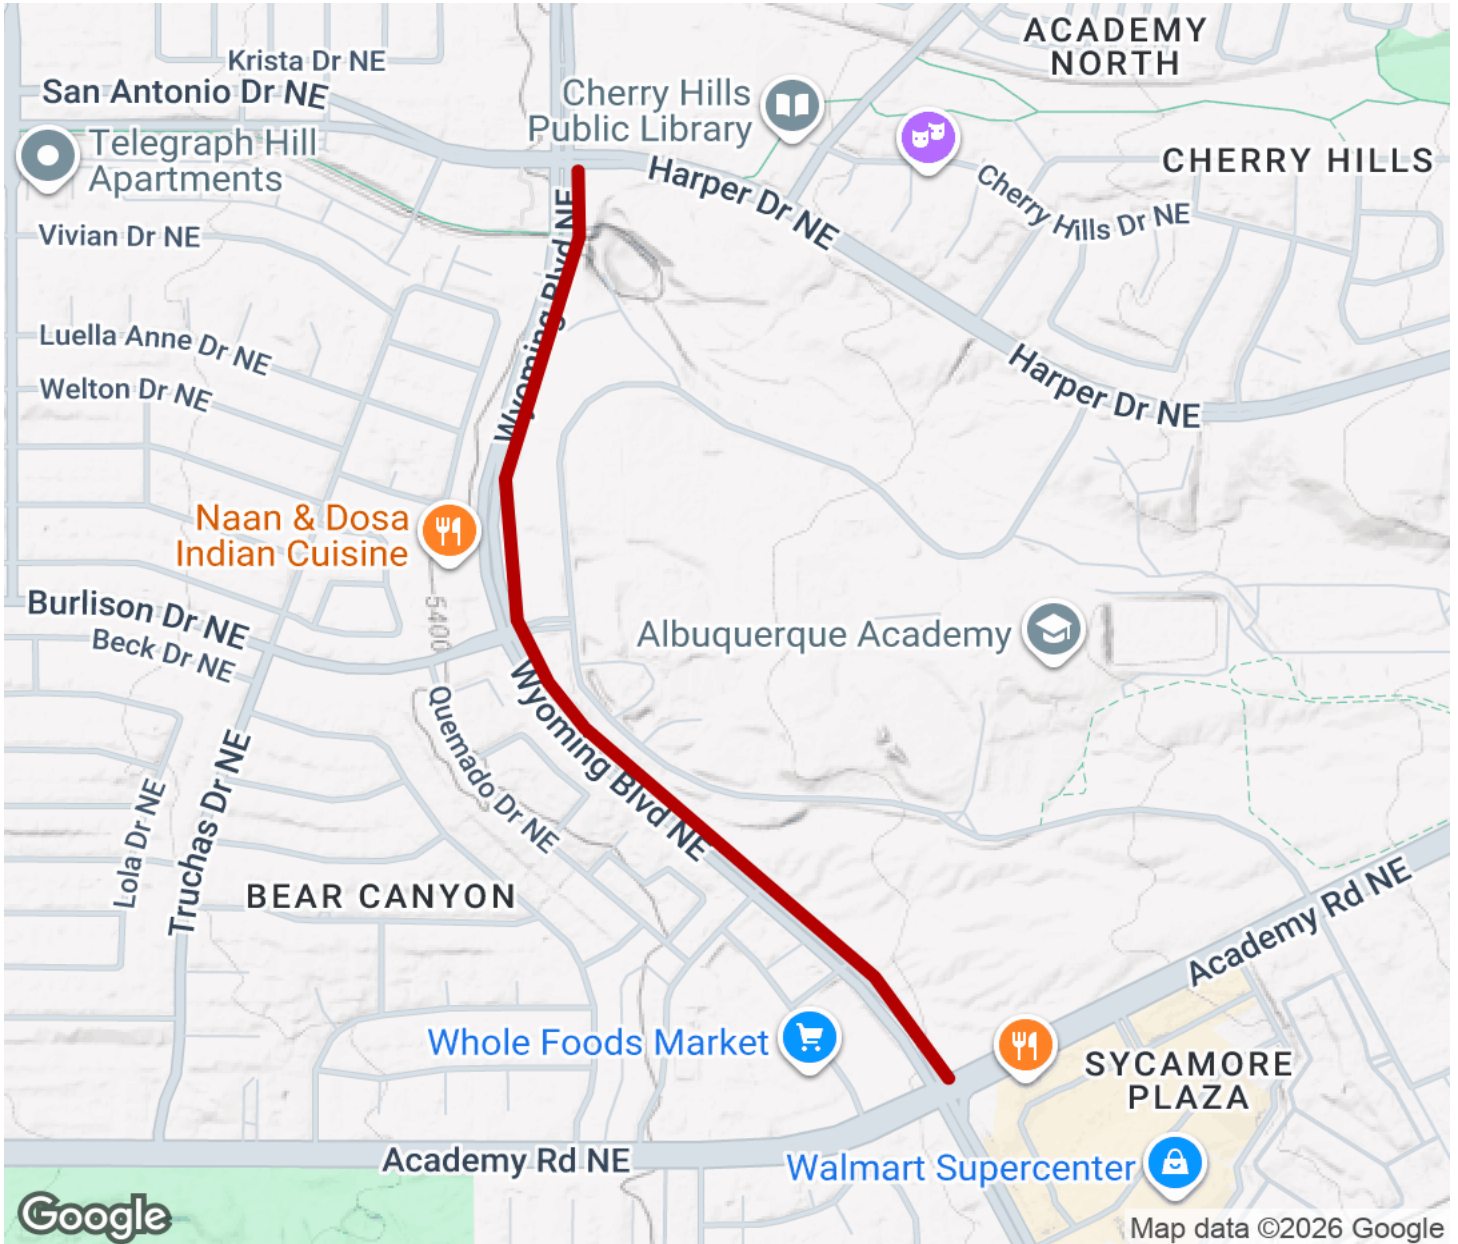 ACADEMY
NORTH
Krista Dr NE
San Antonio Dr NE
Cherry Hills
Public Library
Telegraph Hill
Apartments
CHERRY HILLS
Harper Dr NE
Cherry Hills Dr NE
Vivian Dr NE
Wyoming Blvd NE
Luella Anne Dr NE
Welton Dr NE
Harper Dr NE
Naan & Dosa
Indian Cuisine
5400
Burlison Dr NE
Beck Dr NE
Albuquerque Academy
Wyoming Blvd NE
Quemado Dr NE
Lola Dr NE
Truchas Dr NE
BEAR CANYON
Academy Rd NE
Whole Foods Market
SYCAMORE
PLAZA
Academy Rd NE
Walmart Supercenter
Google
Map data ©2026 Google